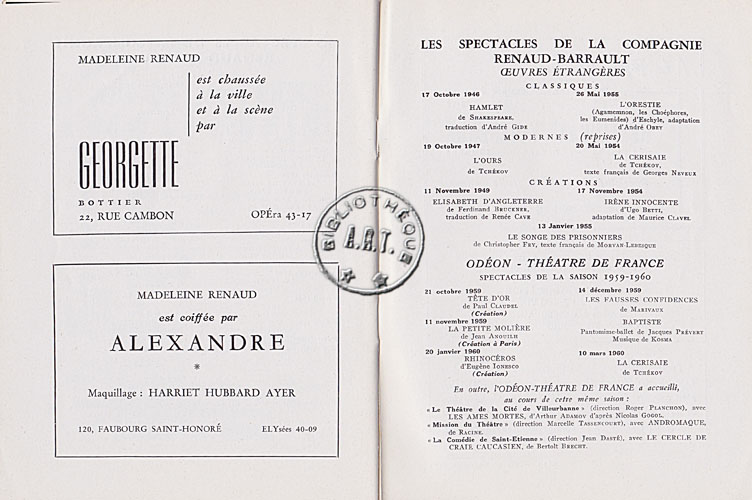 MADELEINE RENAUD
est chaussée
à la ville
et à la scène
par
GEORGETTE
BOTTIER
22, RUE CAMBON OPÉra 43-17
MADELEINE RENAUD
est coiffée par
ALEXANDRE
*
Maquillage : HARRIET HUBBARD AYER
120, FAUBOURG SAINT-HONORÉ ELYsées 40-09
BIBLIOTHÈQUE
A.R.T.
LES SPECTACLES DE LA COMPAGNIE
RENAUD-BARRAULT
ŒUVRES ÉTRANGÈRES
CLASSIQUES
17 Octobre 1946
HAMLET
de SHAKESPEARE,
traduction d'André GIDE
26 Mai 1955
L'ORESTIE
(Agamemnon, les Choéphores,
les Eumenides) d'Eschyle, adaptation
d'André OBEY
MODERNES (reprises)
19 Octobre 1947
L'OURS
de TCHÉKOV
20 Mai 1954
LA CERISAIE
de TCHÉKOV,
texte français de Georges NEVEUX
CRÉATIONS
11 Novembre 1949
ELISABETH D'ANGLETERRE
de Ferdinand BRUCKNER,
traduction de Renée CAVE
17 Novembre 1954
IRÈNE INNOCENTE
d'Ugo BETTI,
adaptation de Maurice CLAVEL
13 Janvier 1955
LE SONGE DES PRISONNIERS
de Christopher FRY, texte français de MORVAN-LEBESQUE
ODÉON - THÉATRE DE FRANCE
SPECTACLES DE LA SAISON 1959-1960
21 octobre 1959
TÊTE D'OR
de Paul CLAUDEL
(Création)
14 décembre 1959
LES FAUSSES CONFIDENCES
de MARIVAUX
11 novembre 1959
LA PETITE MOLIÈRE
de Jean ANOUILH
(Création à Paris)
BAPTISTE
Pantomime-ballet de Jacques PRÉVERT
Musique de KOSMA
20 janvier 1960
RHINOCÉROS
d'Eugène IONESCO
(Création)
10 mars 1960
LA CERISAIE
de TCHÉKOV
En outre, l'ODÉON-THÉATRE DE FRANCE a accueilli,
au cours de cette même saison :
« Le Théâtre de la Cité de Villeurbanne » (direction Roger PLANCHON), avec
LES AMES MORTES, d'Arthur ADAMOV d'après Nicolas GOGOL.
« Mission du Théâtre » (direction Marcelle TASSENCOURT), avec ANDROMAQUE,
de RACINE.
« La Comédie de Saint-Etienne » (direction Jean DASTÉ), avec LE CERCLE DE
CRAIE CAUCASIEN, de Bertolt BRECHT.